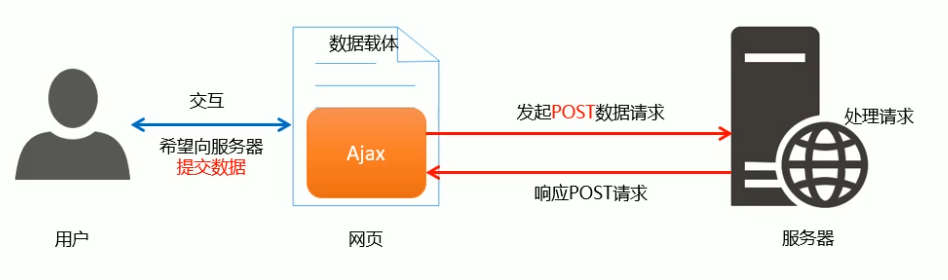 数据载体
交互
希望向服务器
提交数据
Ajax
发起POST数据请求
响应POST请求
处理请求
用户
网页
服务器